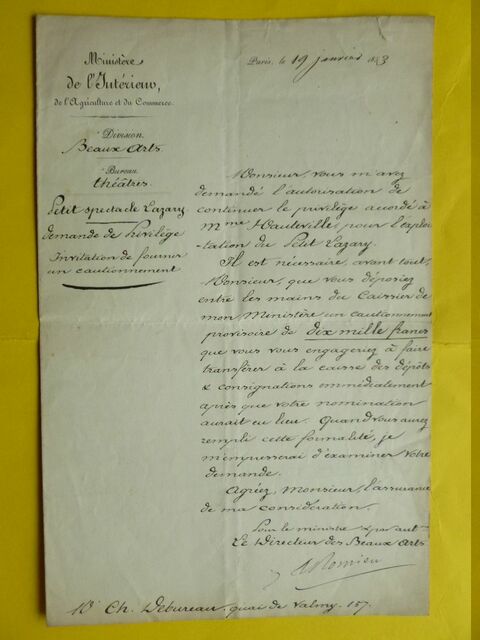 Ministère
de l'Intérieur,
de l'Agriculture et du Commerce.
Division.
Beaux Arts
Bureau
théâtres.
Petit spectacle Lazary
demande de Privilège
Invitation de fournir
un cautionnement
Paris, le 19 janvier 1853
Monsieur, vous m'avez
demandé l'autorisation de
continuer le privilège accordé à
Mme Hauteville pour l'exploi
-tation du Petit Lazary.
Il est nécessaire, avant tout,
Monsieur, que vous déposiez
entre les mains du Caissier de
mon Ministère un cautionnement
provisoire de dix mille francs
que vous vous engageriez à faire
transférer à la caisse des dépôts
& consignations immédiatement
après que votre nomination
aurait eu lieu. Quand vous aurez
rempli cette formalité, je
m'empresserai d'examiner votre
demande.
Agréez, Monsieur, l'assurance
de ma considération.
Pour le ministre & par aut.
Le Directeur des Beaux Arts
A Romieu
Mr Ch. Debureau, quai de Valmy, 157.